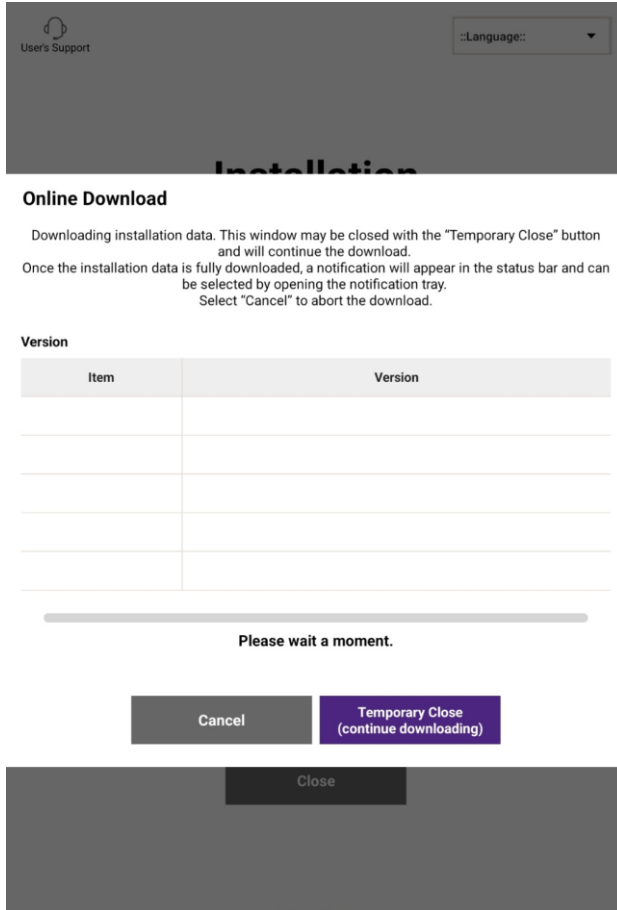 User's Support
::Language::
Installation
Online Download
Downloading installation data. This window may be closed with the “Temporary Close” button
and will continue the download.
Once the installation data is fully downloaded, a notification will appear in the status bar and can
be selected by opening the notification tray.
Select “Cancel” to abort the download.
Version
Item Version
Please wait a moment.
Cancel
Temporary Close
(continue downloading)
Close